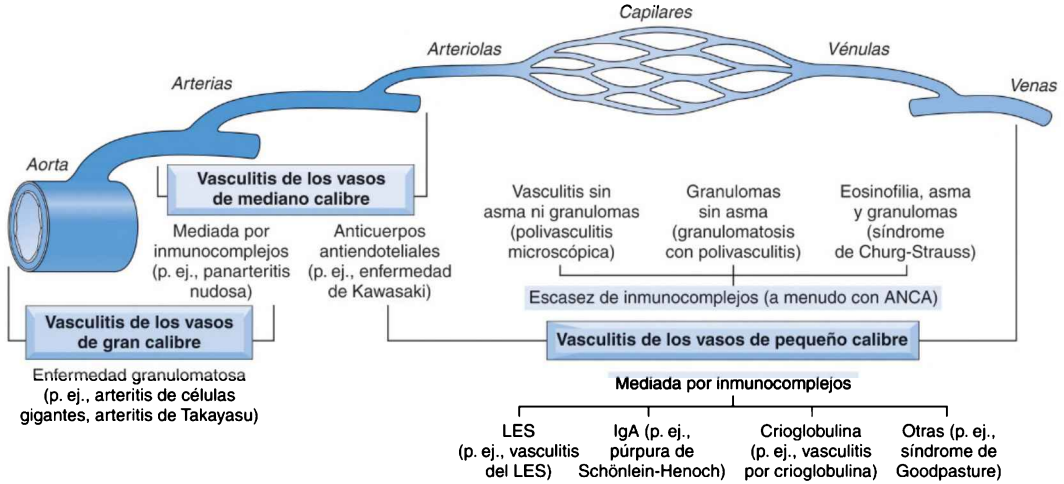 Capilares
Arteriolas
Vénulas
Arterias
Venas
Aorta
Vasculitis de los vasos
de mediano calibre
Mediada por
inmunocomplejos
(p. ej., panarteritis
nudosa)
Anticuerpos
antiendoteliales
(p. ej., enfermedad
de Kawasaki)
Vasculitis sin
asma ni granulomas
(polivasculitis
microscópica)
Granulomas
sin asma
(granulomatosis
con polivasculitis)
Eosinofilia, asma
y granulomas
(síndrome
de Churg-Strauss)
Escasez de inmunocomplejos (a menudo con ANCA)
Vasculitis de los vasos
de gran calibre
Vasculitis de los vasos de pequeño calibre
Enfermedad granulomatosa
(p. ej., arteritis de células
gigantes, arteritis de Takayasu)
Mediada por inmunocomplejos
LES
(p. ej., vasculitis
del LES)
IgA (p. ej.,
púrpura de
Schönlein-Henoch)
Crioglobulina
(p. ej., vasculitis
por crioglobulina)
Otras (p. ej.,
síndrome de
Goodpasture)